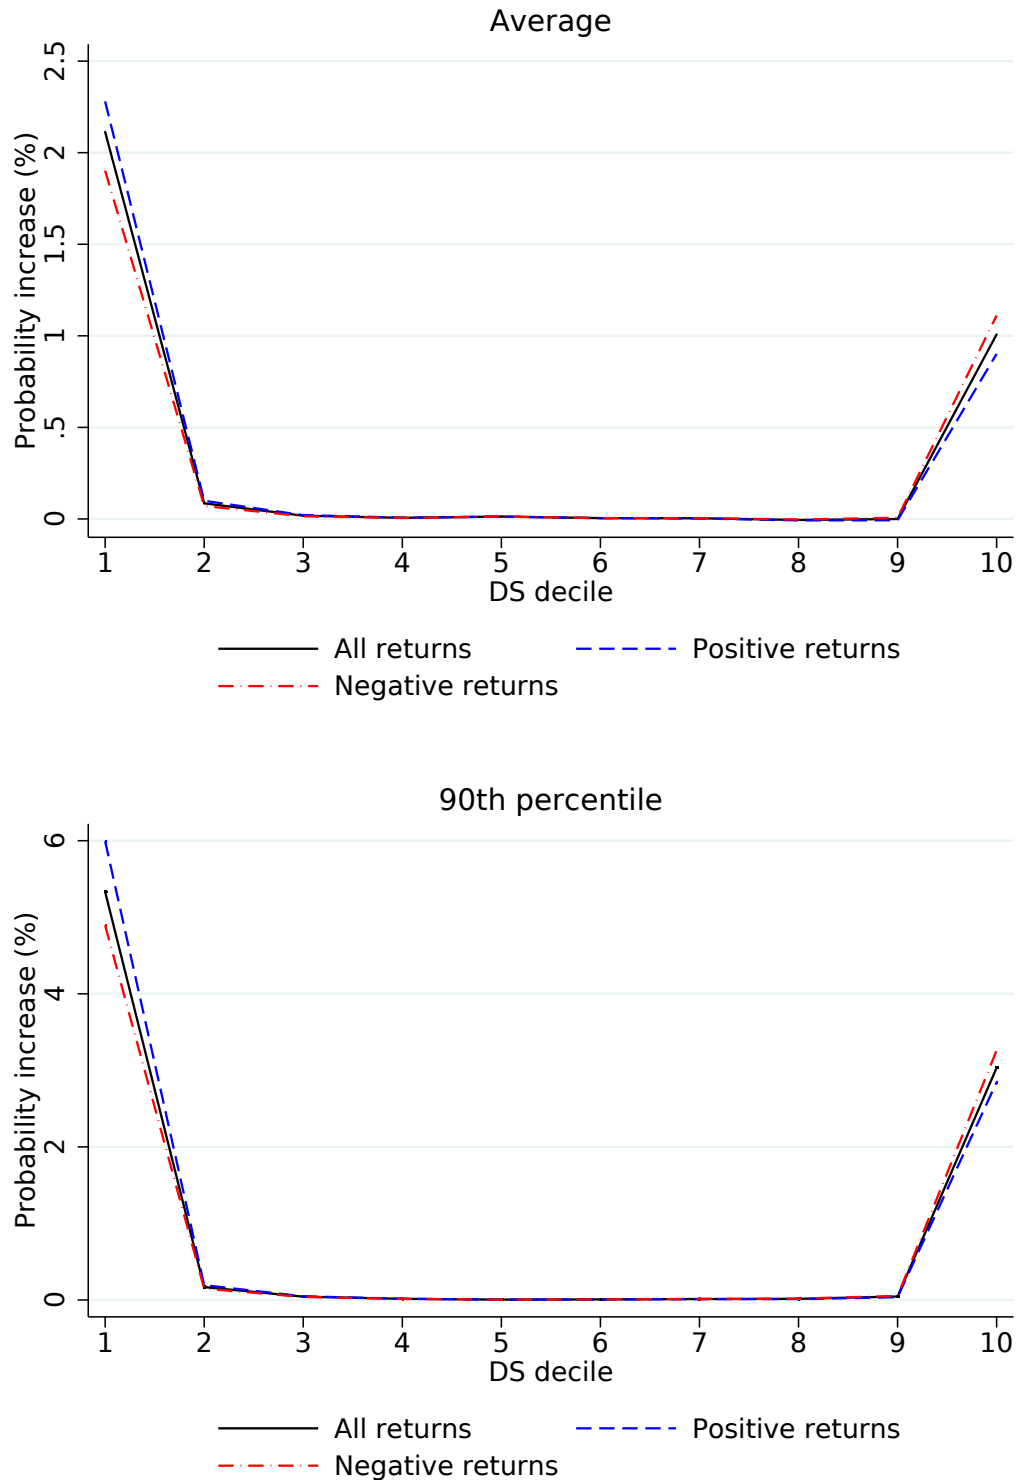 Average
Probability increase (%)
2.5
2
1.5
1
.5
0
1 2 3 4 5 6 7 8 9 10
DS decile
All returns Positive returns
Negative returns
90th percentile
Probability increase (%)
6
4
2
0
1 2 3 4 5 6 7 8 9 10
DS decile
All returns Positive returns
Negative returns